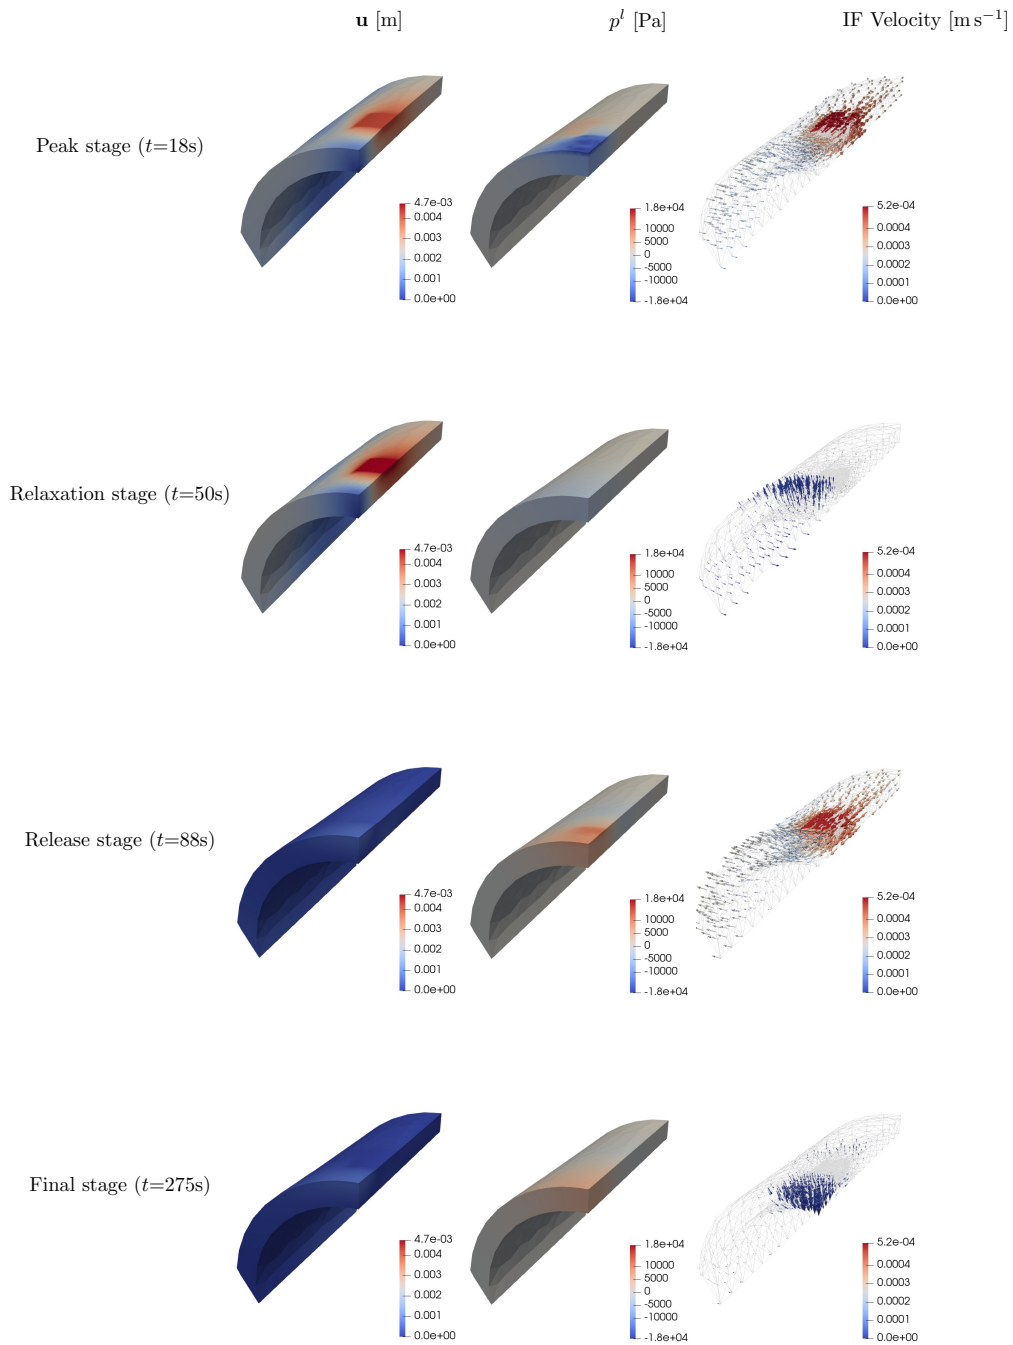 u [m] pˡ [Pa] IF Velocity [m s⁻¹]
Peak stage (t=18s)
4.7e-03
0.004
0.003
0.002
0.001
0.0e+00
1.8e+04
10000
5000
0
-5000
-10000
-1.8e+04
5.2e-04
0.0004
0.0003
0.0002
0.0001
0.0e+00
Relaxation stage (t=50s)
4.7e-03
0.004
0.003
0.002
0.001
0.0e+00
1.8e+04
10000
5000
0
-5000
-10000
-1.8e+04
5.2e-04
0.0004
0.0003
0.0002
0.0001
0.0e+00
Release stage (t=88s)
4.7e-03
0.004
0.003
0.002
0.001
0.0e+00
1.8e+04
10000
5000
0
-5000
-10000
-1.8e+04
5.2e-04
0.0004
0.0003
0.0002
0.0001
0.0e+00
Final stage (t=275s)
4.7e-03
0.004
0.003
0.002
0.001
0.0e+00
1.8e+04
10000
5000
0
-5000
-10000
-1.8e+04
5.2e-04
0.0004
0.0003
0.0002
0.0001
0.0e+00